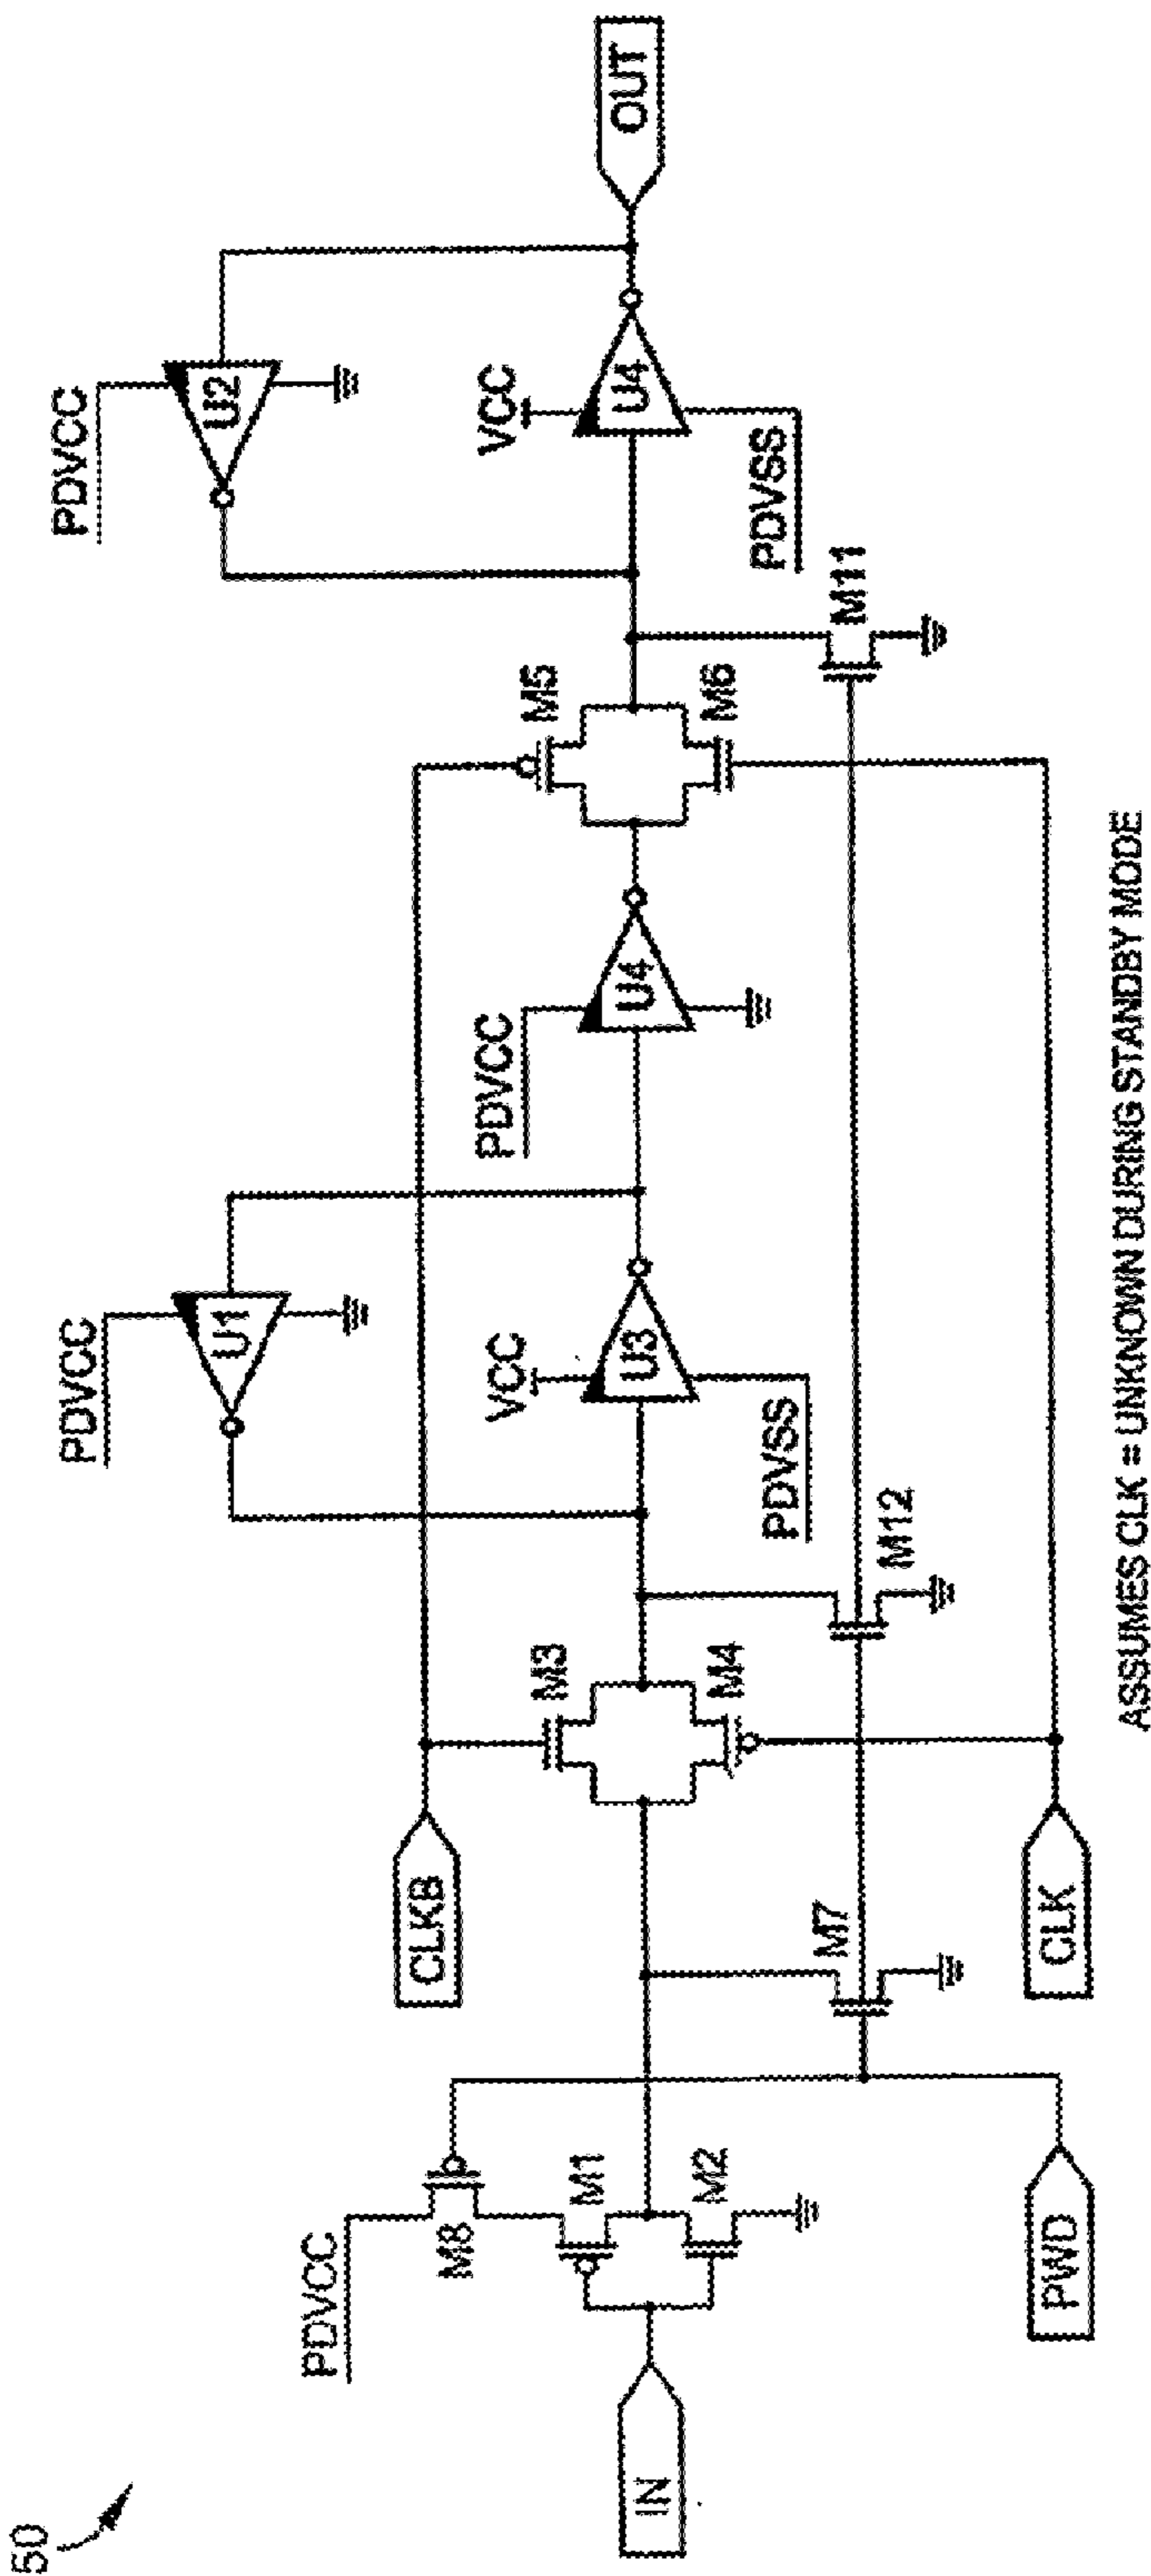 50
PDVCC
M8
M1
M2
IN
PWD
CLKB
M7
CLK
M3
M4
M12
PDVCC
U1
VCC
U3
PDVSS
PDVCC
U4
M5
M6
M11
PDVCC
U2
VCC
U4
PDVSS
OUT
ASSUMES CLK = UNKNOWN DURING STANDBY MODE